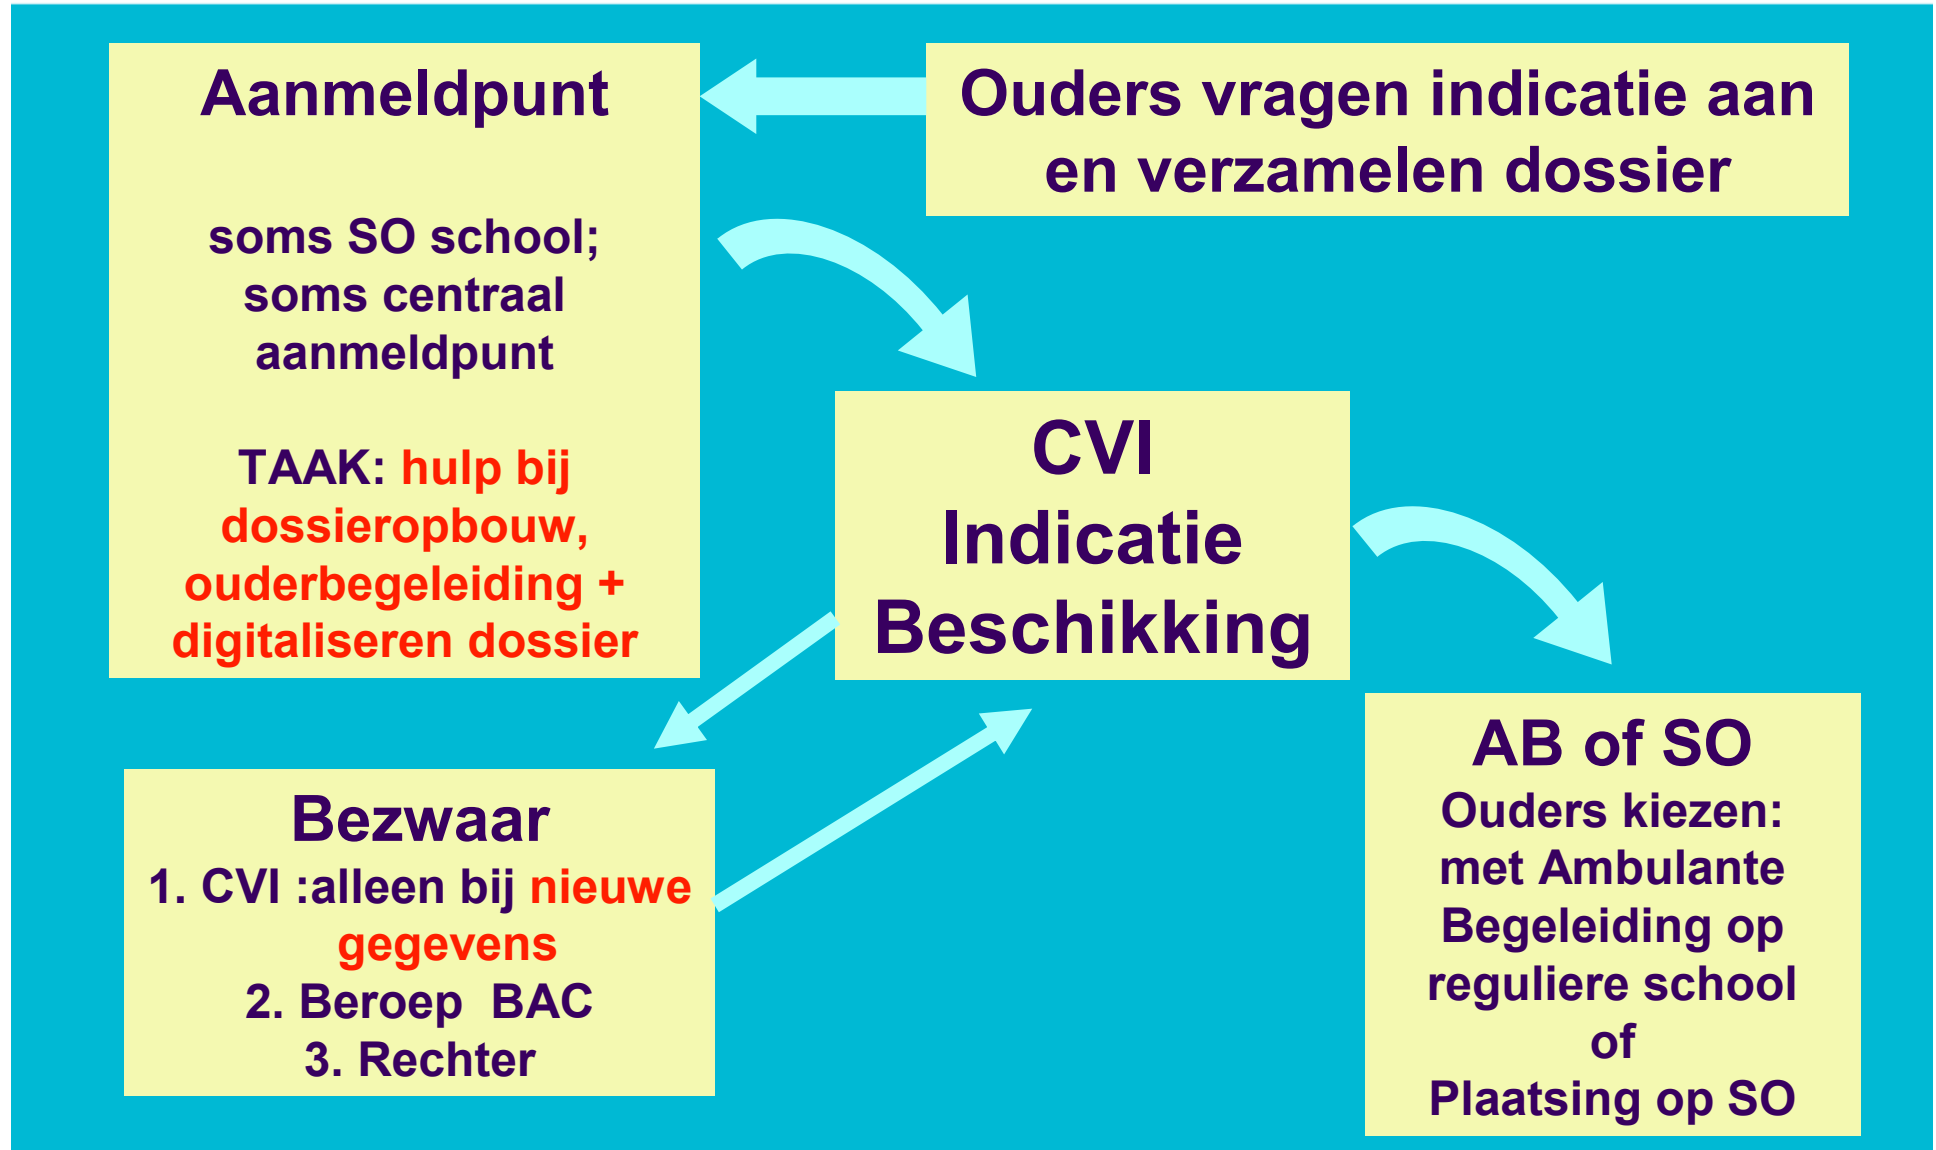 Aanmeldpunt
soms SO school;
soms centraal
aanmeldpunt
TAAK: hulp bij
dossieropbouw,
ouderbegeleiding +
digitaliseren dossier
Ouders vragen indicatie aan
en verzamelen dossier
CVI
Indicatie
Beschikking
Bezwaar
1. CVI :alleen bij nieuwe
gegevens
2. Beroep  BAC
3. Rechter
AB of SO
Ouders kiezen:
met Ambulante
Begeleiding op
reguliere school
of
Plaatsing op SO